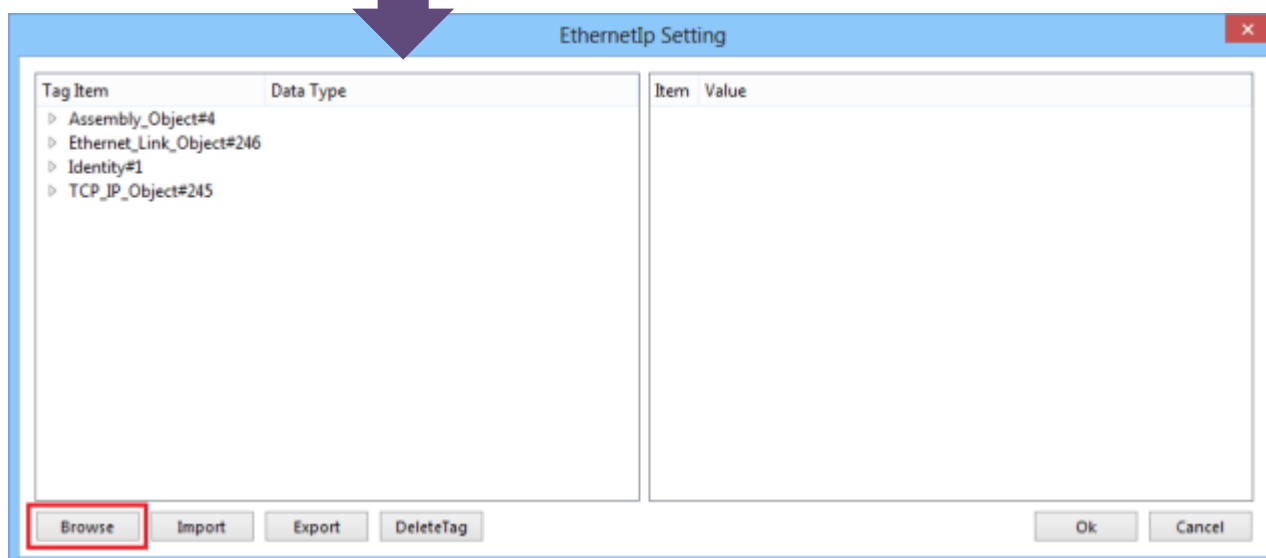 EthernetIp Setting
Tag Item Data Type
Item Value
Assembly_Object#4
Ethernet_Link_Object#246
Identity#1
TCP_IP_Object#245
Browse Import Export DeleteTag Ok Cancel